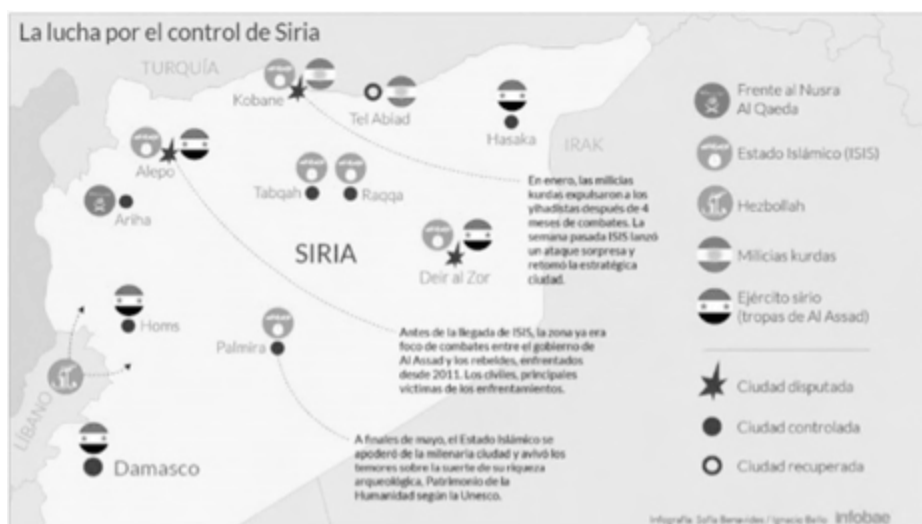 La lucha por el control de Siria
TURQUÍA
Kobane
Tel Abiad
Hasaka
IRAK
Alepo
Tabqah
Raqqa
Ariha
SIRIA
Deir al Zor
Homs
Palmira
LÍBANO
Damasco
En enero, las milicias
kurdas expulsaron a los
yihadistas después de 4
meses de combates. La
semana pasada ISIS lanzó
un ataque sorpresa y
retomó la estratégica
ciudad.
Antes de la llegada de ISIS, la zona ya era
foco de combates entre el gobierno de
Al Assad y los rebeldes, enfrentados
desde 2011. Los civiles, principales
víctimas de los enfrentamientos.
A finales de mayo, el Estado Islámico se
apoderó de la milenaria ciudad y avivó los
temores sobre la suerte de su riqueza
arqueológica, Patrimonio de la
Humanidad según la Unesco.
Frente al Nusra
Al Qaeda
Estado Islámico (ISIS)
Hezbollah
Milicias kurdas
Ejército sirio
(tropas de Al Assad)
Ciudad disputada
Ciudad controlada
Ciudad recuperada
Infografía: Sofía Benavides / Ignacio Bello infobae